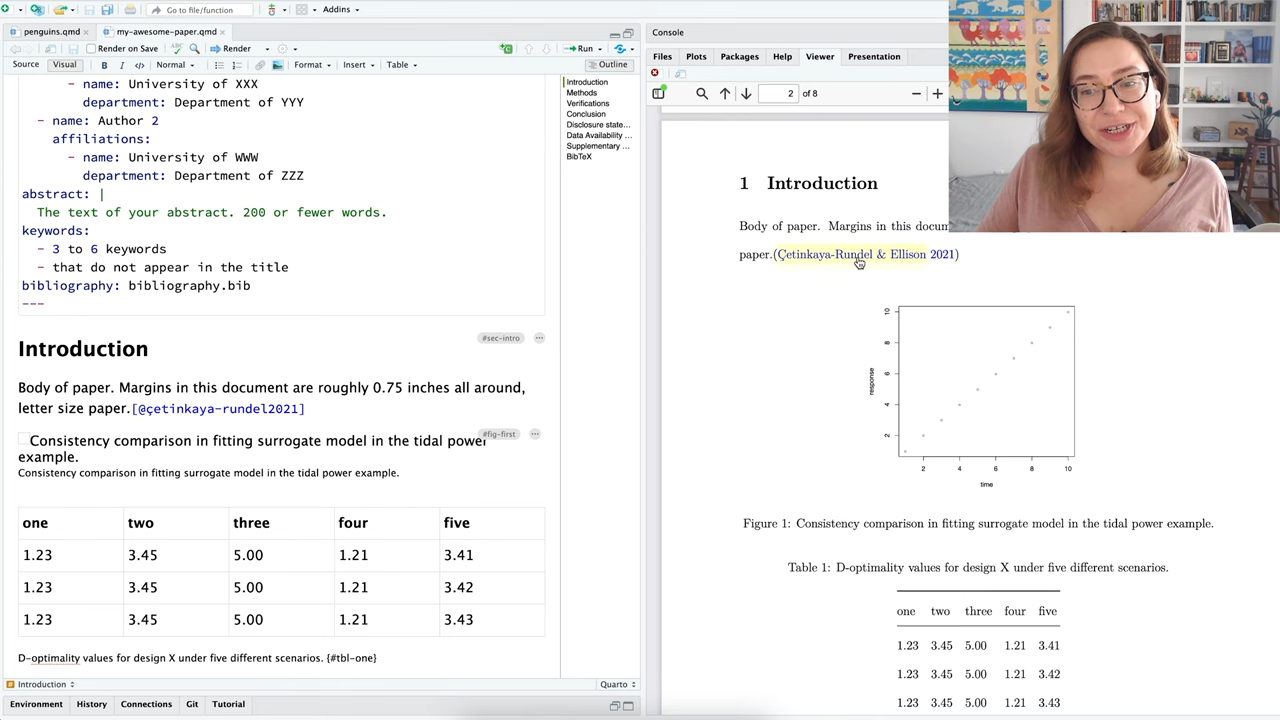 Go to file/function
Addins
penguins.qmd
my-awesome-paper.qmd
Render on Save
Render
Run
Source
Visual
B
I
Normal
Format
Insert
Table
Outline
- name: University of XXX
department: Department of YYY
- name: Author 2
affiliations:
- name: University of WWW
department: Department of ZZZ
abstract: |
The text of your abstract. 200 or fewer words.
keywords:
- 3 to 6 keywords
- that do not appear in the title
bibliography: bibliography.bib
---
Introduction
#sec-intro
Body of paper. Margins in this document are roughly 0.75 inches all around,
letter size paper.[@çetinkaya-rundel2021]
#fig-first
Consistency comparison in fitting surrogate model in the tidal power
example.
Consistency comparison in fitting surrogate model in the tidal power example.
one two three four five
1.23 3.45 5.00 1.21 3.41
1.23 3.45 5.00 1.21 3.42
1.23 3.45 5.00 1.21 3.43
D-optimality values for design X under five different scenarios. {#tbl-one}
Introduction
Quarto
Environment
History
Connections
Git
Tutorial
Introduction
Methods
Verifications
Conclusion
Disclosure state...
Data Availability ...
Supplementary ...
BibTeX
Console
Files
Plots
Packages
Help
Viewer
Presentation
2 of 8
1 Introduction
Body of paper. Margins in this docum
paper.(Çetinkaya-Rundel & Ellison 2021)
10
8
6
4
2
response
2 4 6 8 10
time
Figure 1: Consistency comparison in fitting surrogate model in the tidal power example.
Table 1: D-optimality values for design X under five different scenarios.
one two three four five
1.23 3.45 5.00 1.21 3.41
1.23 3.45 5.00 1.21 3.42
1.23 3.45 5.00 1.21 3.43